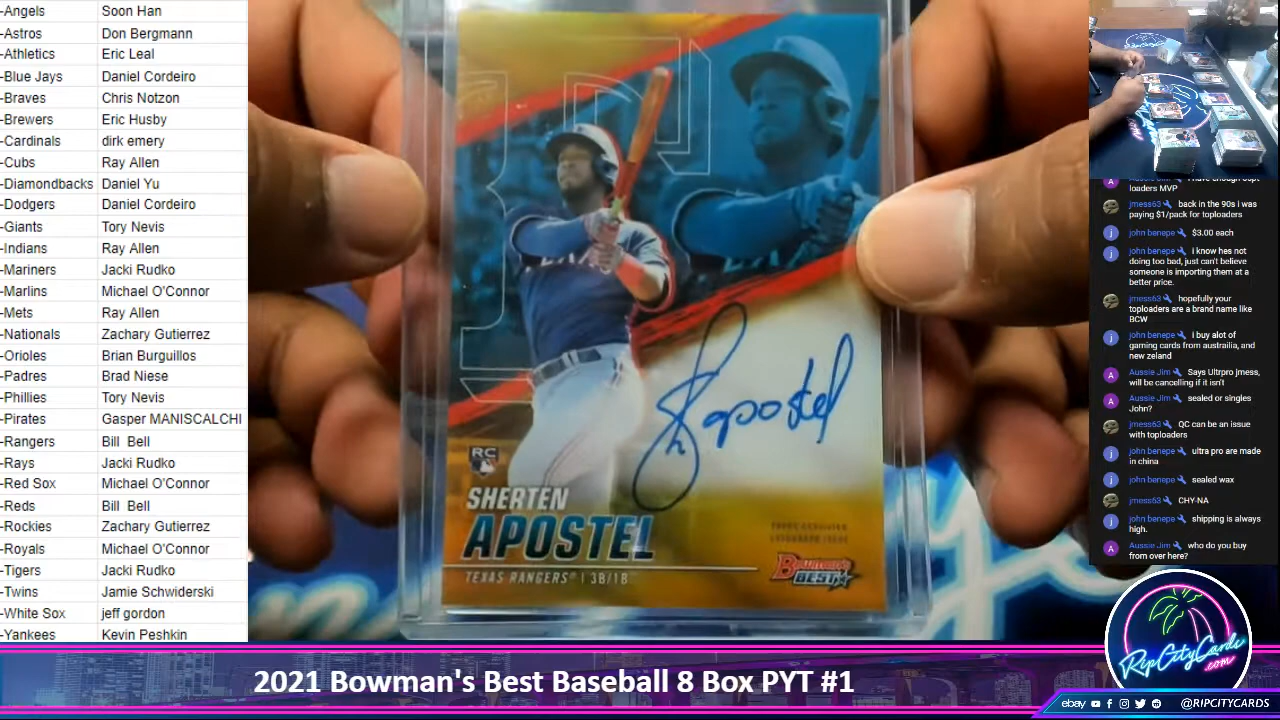 -Angels Soon Han
-Astros Don Bergmann
-Athletics Eric Leal
-Blue Jays Daniel Cordeiro
-Braves Chris Notzon
-Brewers Eric Husby
-Cardinals dirk emery
-Cubs Ray Allen
-Diamondbacks Daniel Yu
-Dodgers Daniel Cordeiro
-Giants Tory Nevis
-Indians Ray Allen
-Mariners Jacki Rudko
-Marlins Michael O'Connor
-Mets Ray Allen
-Nationals Zachary Gutierrez
-Orioles Brian Burguillos
-Padres Brad Niese
-Phillies Tory Nevis
-Pirates Gasper MANISCALCHI
-Rangers Bill Bell
-Rays Jacki Rudko
-Red Sox Michael O'Connor
-Reds Bill Bell
-Rockies Zachary Gutierrez
-Royals Michael O'Connor
-Tigers Jacki Rudko
-Twins Jamie Schwiderski
-White Sox jeff gordon
-Yankees Kevin Peshkin
S Apostel
RC
SHERTEN
APOSTEL
TEXAS RANGERS | 3B/1B
BOWMAN'S
BEST
loaders MVP
jmess63 back in the 90s i was
paying $1/pack for toploaders
john benepe $3.00 each
john benepe i know hes not
doing too bad, just can't believe
someone is importing them at a
better price.
jmess63 hopefully your
toploaders are a brand name like
BCW
john benepe i buy alot of
gaming cards from austrailia, and
new zeland
Aussie Jim Says Ultrpro jmess,
will be cancelling if it isn't
Aussie Jim sealed or singles
John?
jmess63 QC can be an issue
with toploaders
john benepe ultra pro are made
in china
john benepe sealed wax
jmess63 CHY-NA
john benepe shipping is always
high.
Aussie Jim who do you buy
from over here?
RipCityCards
.com
2021 Bowman's Best Baseball 8 Box PYT #1
ebay @RIPCITYCARDS